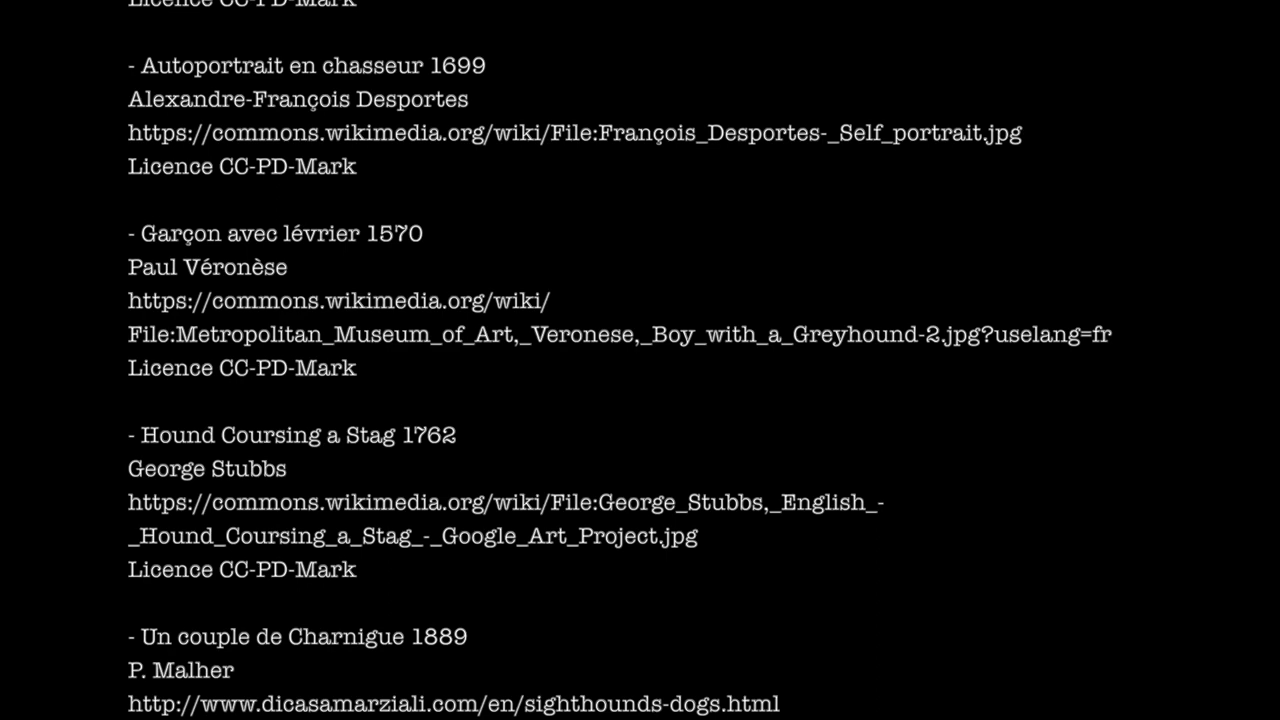 Licence CC-PD-Mark
- Autoportrait en chasseur 1699
Alexandre-François Desportes
https://commons.wikimedia.org/wiki/File:François_Desportes-_Self_portrait.jpg
Licence CC-PD-Mark
- Garçon avec lévrier 1570
Paul Véronèse
https://commons.wikimedia.org/wiki/
File:Metropolitan_Museum_of_Art,_Veronese,_Boy_with_a_Greyhound-2.jpg?uselang=fr
Licence CC-PD-Mark
- Hound Coursing a Stag 1762
George Stubbs
https://commons.wikimedia.org/wiki/File:George_Stubbs,_English_-
_Hound_Coursing_a_Stag_-_Google_Art_Project.jpg
Licence CC-PD-Mark
- Un couple de Charnigue 1889
P. Malher
http://www.dicasamarziali.com/en/sighthounds-dogs.html